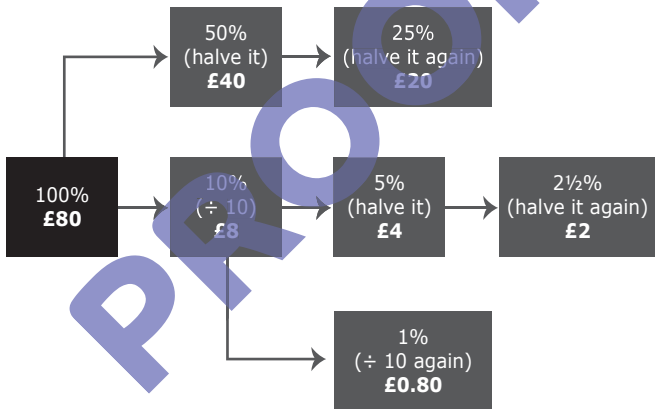 50%
(halve it)
£40
25%
(halve it again)
£20
100%
£80
10%
(÷ 10)
£8
5%
(halve it)
£4
2½%
(halve it again)
£2
1%
(÷ 10 again)
£0.80
PROO